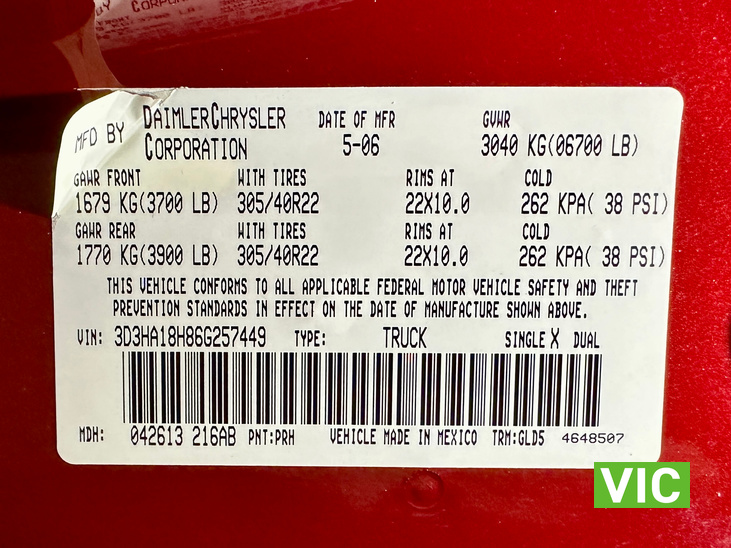 CORPOR
MFD BY DAIMLERCHRYSLER CORPORATION DATE OF MFR 5-06 GVWR 3040 KG(06700 LB)
GAWR FRONT WITH TIRES RIMS AT COLD
1679 KG(3700 LB) 305/40R22 22X10.0 262 KPA( 38 PSI)
GAWR REAR WITH TIRES RIMS AT COLD
1770 KG(3900 LB) 305/40R22 22X10.0 262 KPA( 38 PSI)
THIS VEHICLE CONFORMS TO ALL APPLICABLE FEDERAL MOTOR VEHICLE SAFETY AND THEFT
PREVENTION STANDARDS IN EFFECT ON THE DATE OF MANUFACTURE SHOWN ABOVE.
VIN: 3D3HA18H86G257449 TYPE: TRUCK SINGLE X DUAL
MDH: 042613 216AB PNT:PRH VEHICLE MADE IN MEXICO TRM:GLD5 4648507
VIC